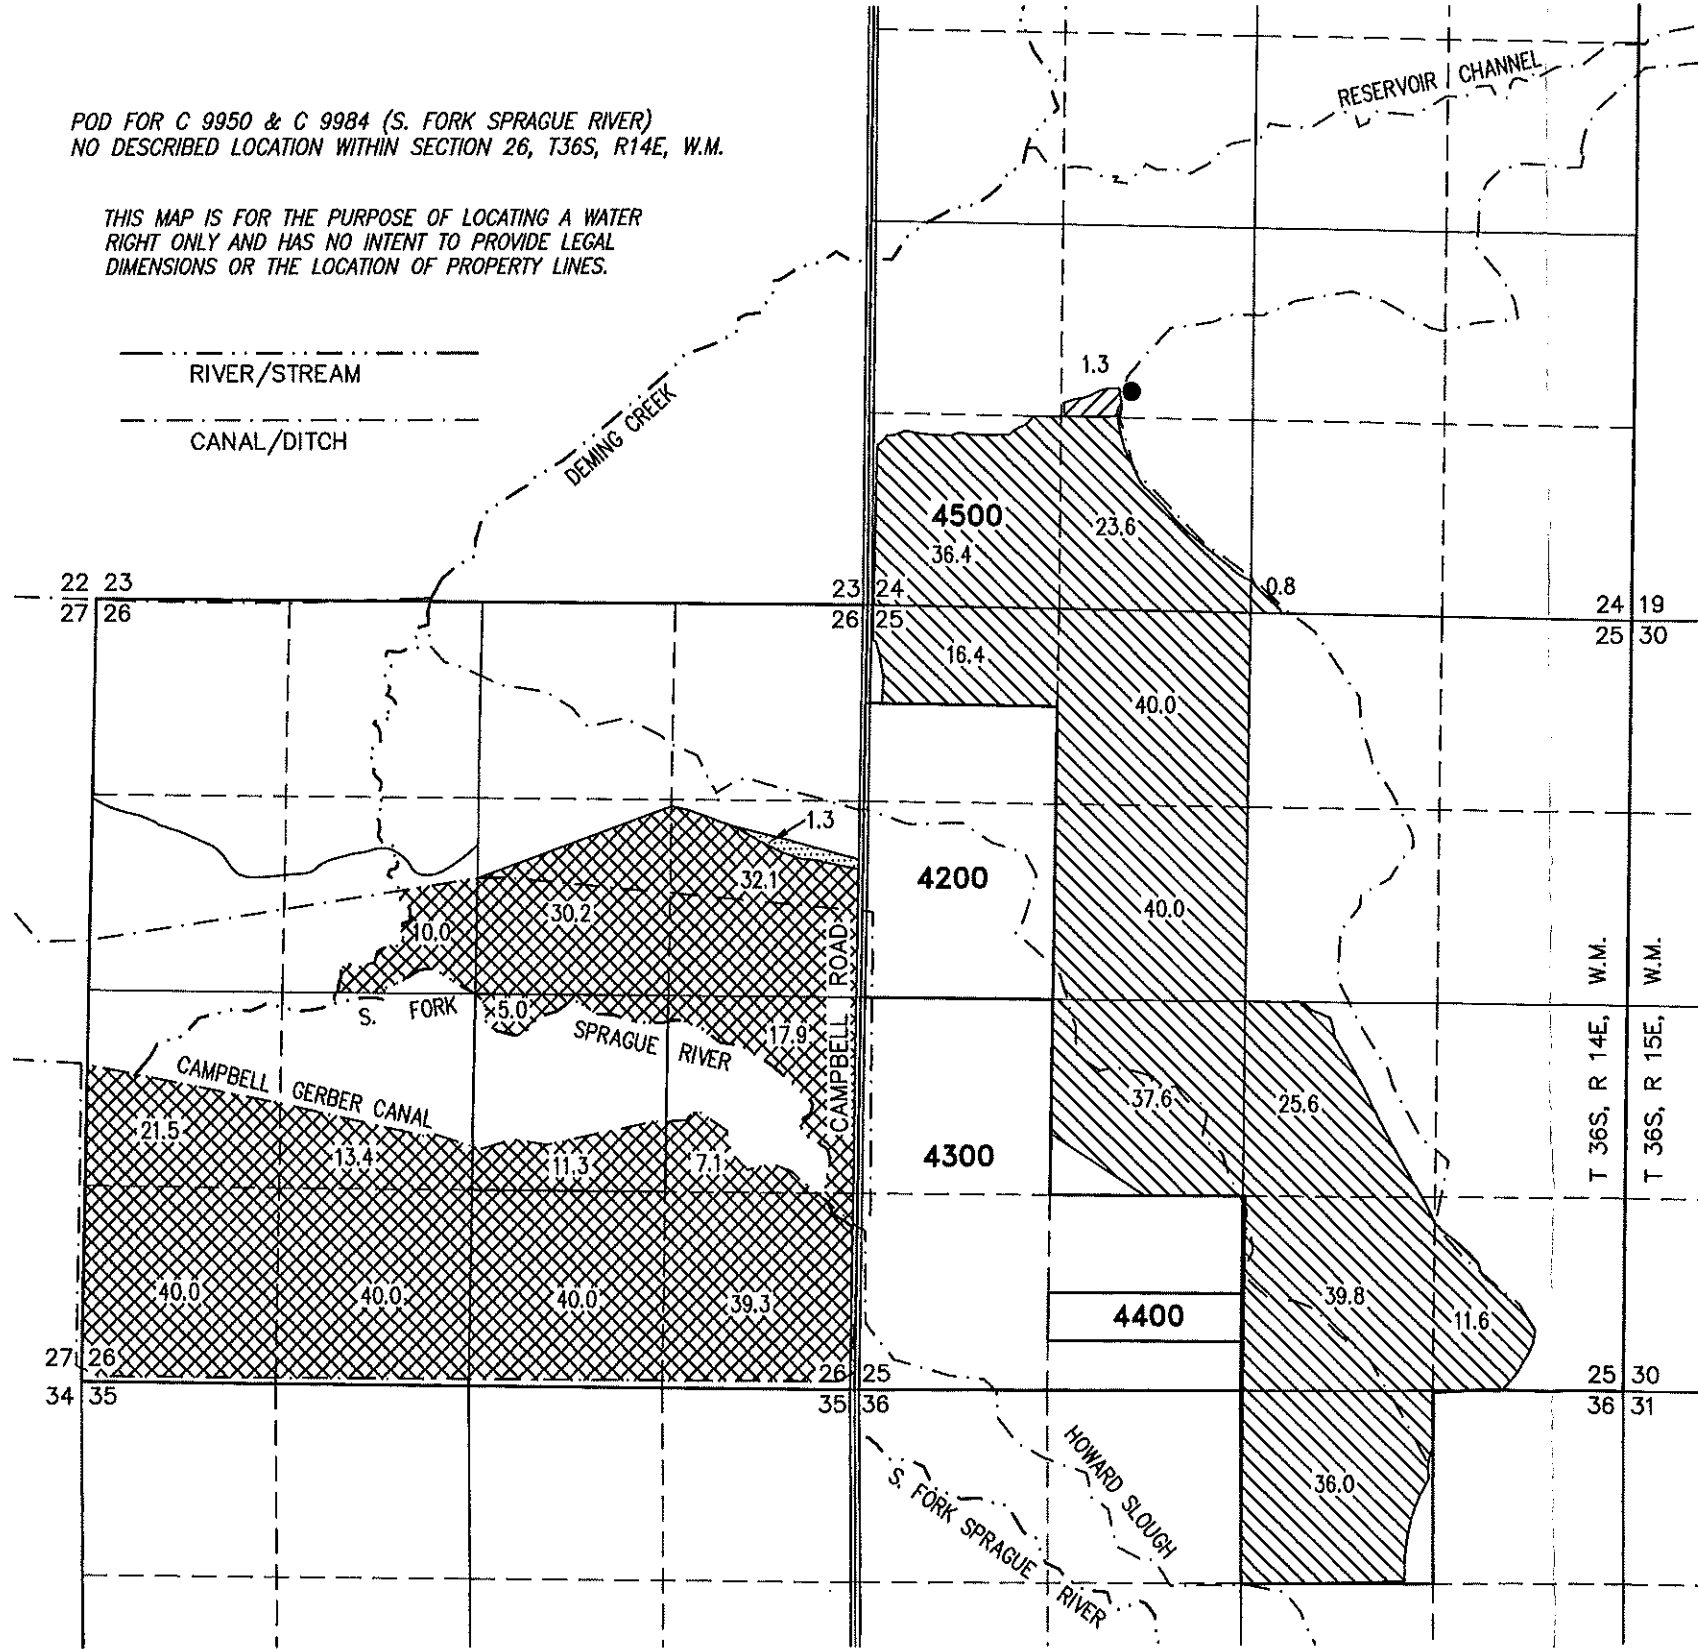 POD FOR C 9950 & C 9984 (S. FORK SPRAGUE RIVER)
NO DESCRIBED LOCATION WITHIN SECTION 26, T36S, R14E, W.M.
THIS MAP IS FOR THE PURPOSE OF LOCATING A WATER
RIGHT ONLY AND HAS NO INTENT TO PROVIDE LEGAL
DIMENSIONS OR THE LOCATION OF PROPERTY LINES.
RIVER/STREAM
CANAL/DITCH
RESERVOIR CHANNEL
DEMING CREEK
1.3
4500
36.4
23.6
0.8
22 23
27 26
23 24
26 25
24 19
25 30
16.4
40.0
1.3
4200
32.1
30.2
10.0
40.0
CAMPBELL ROAD
S. FORK
SPRAGUE RIVER
5.0
17.9
CAMPBELL GERBER CANAL
21.5
13.4
11.3
7.1
4300
37.6
25.6
T 36S, R 14E, W.M.
T 36S, R 15E, W.M.
40.0
40.0
40.0
39.3
4400
39.8
11.6
27 26
34 35
26 25
35 36
25 30
36 31
HOWARD SLOUGH
S. FORK SPRAGUE RIVER
36.0